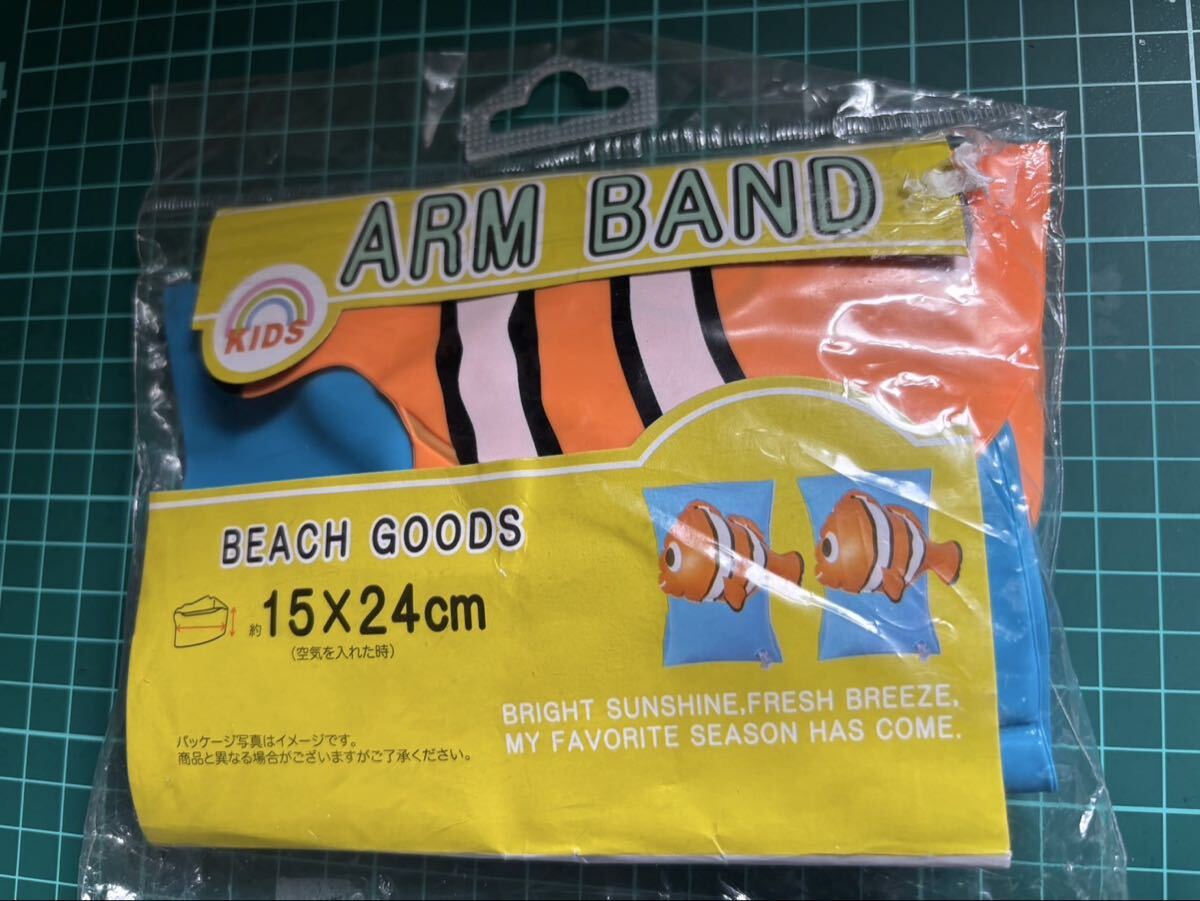 ARM BAND
KIDS
BEACH GOODS
約15×24cm
(空気を入れた時)
BRIGHT SUNSHINE,FRESH BREEZE,
MY FAVORITE SEASON HAS COME.
パッケージ写真はイメージです。
商品と異なる場合がございますがご了承ください。